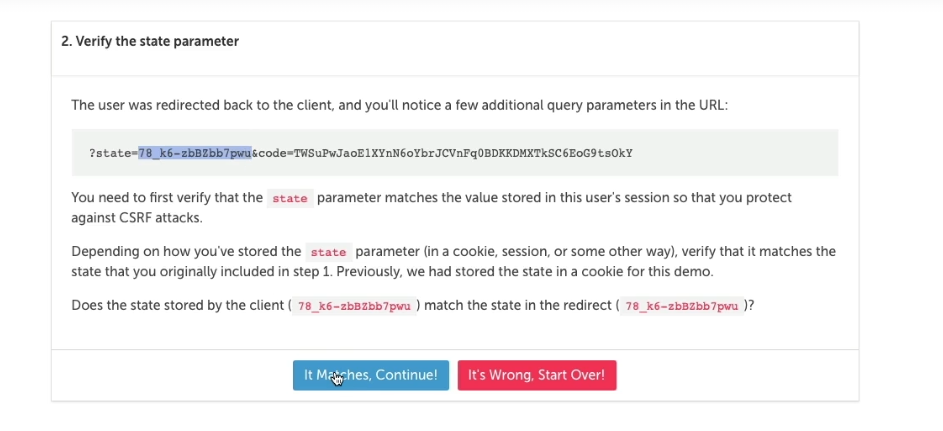 2. Verify the state parameter
The user was redirected back to the client, and you'll notice a few additional query parameters in the URL:
?state=78_k6-zbBZbb7pwu&code=TWSuPwJaoElXYnN6oYbrJCVnFq0BDKKDMXTkSC6EoG9tsOkY
You need to first verify that the state parameter matches the value stored in this user's session so that you protect
against CSRF attacks.
Depending on how you've stored the state parameter (in a cookie, session, or some other way), verify that it matches the
state that you originally included in step 1. Previously, we had stored the state in a cookie for this demo.
Does the state stored by the client ( 78_k6-zbBZbb7pwu ) match the state in the redirect ( 78_k6-zbBZbb7pwu )?
It Matches, Continue! It's Wrong, Start Over!